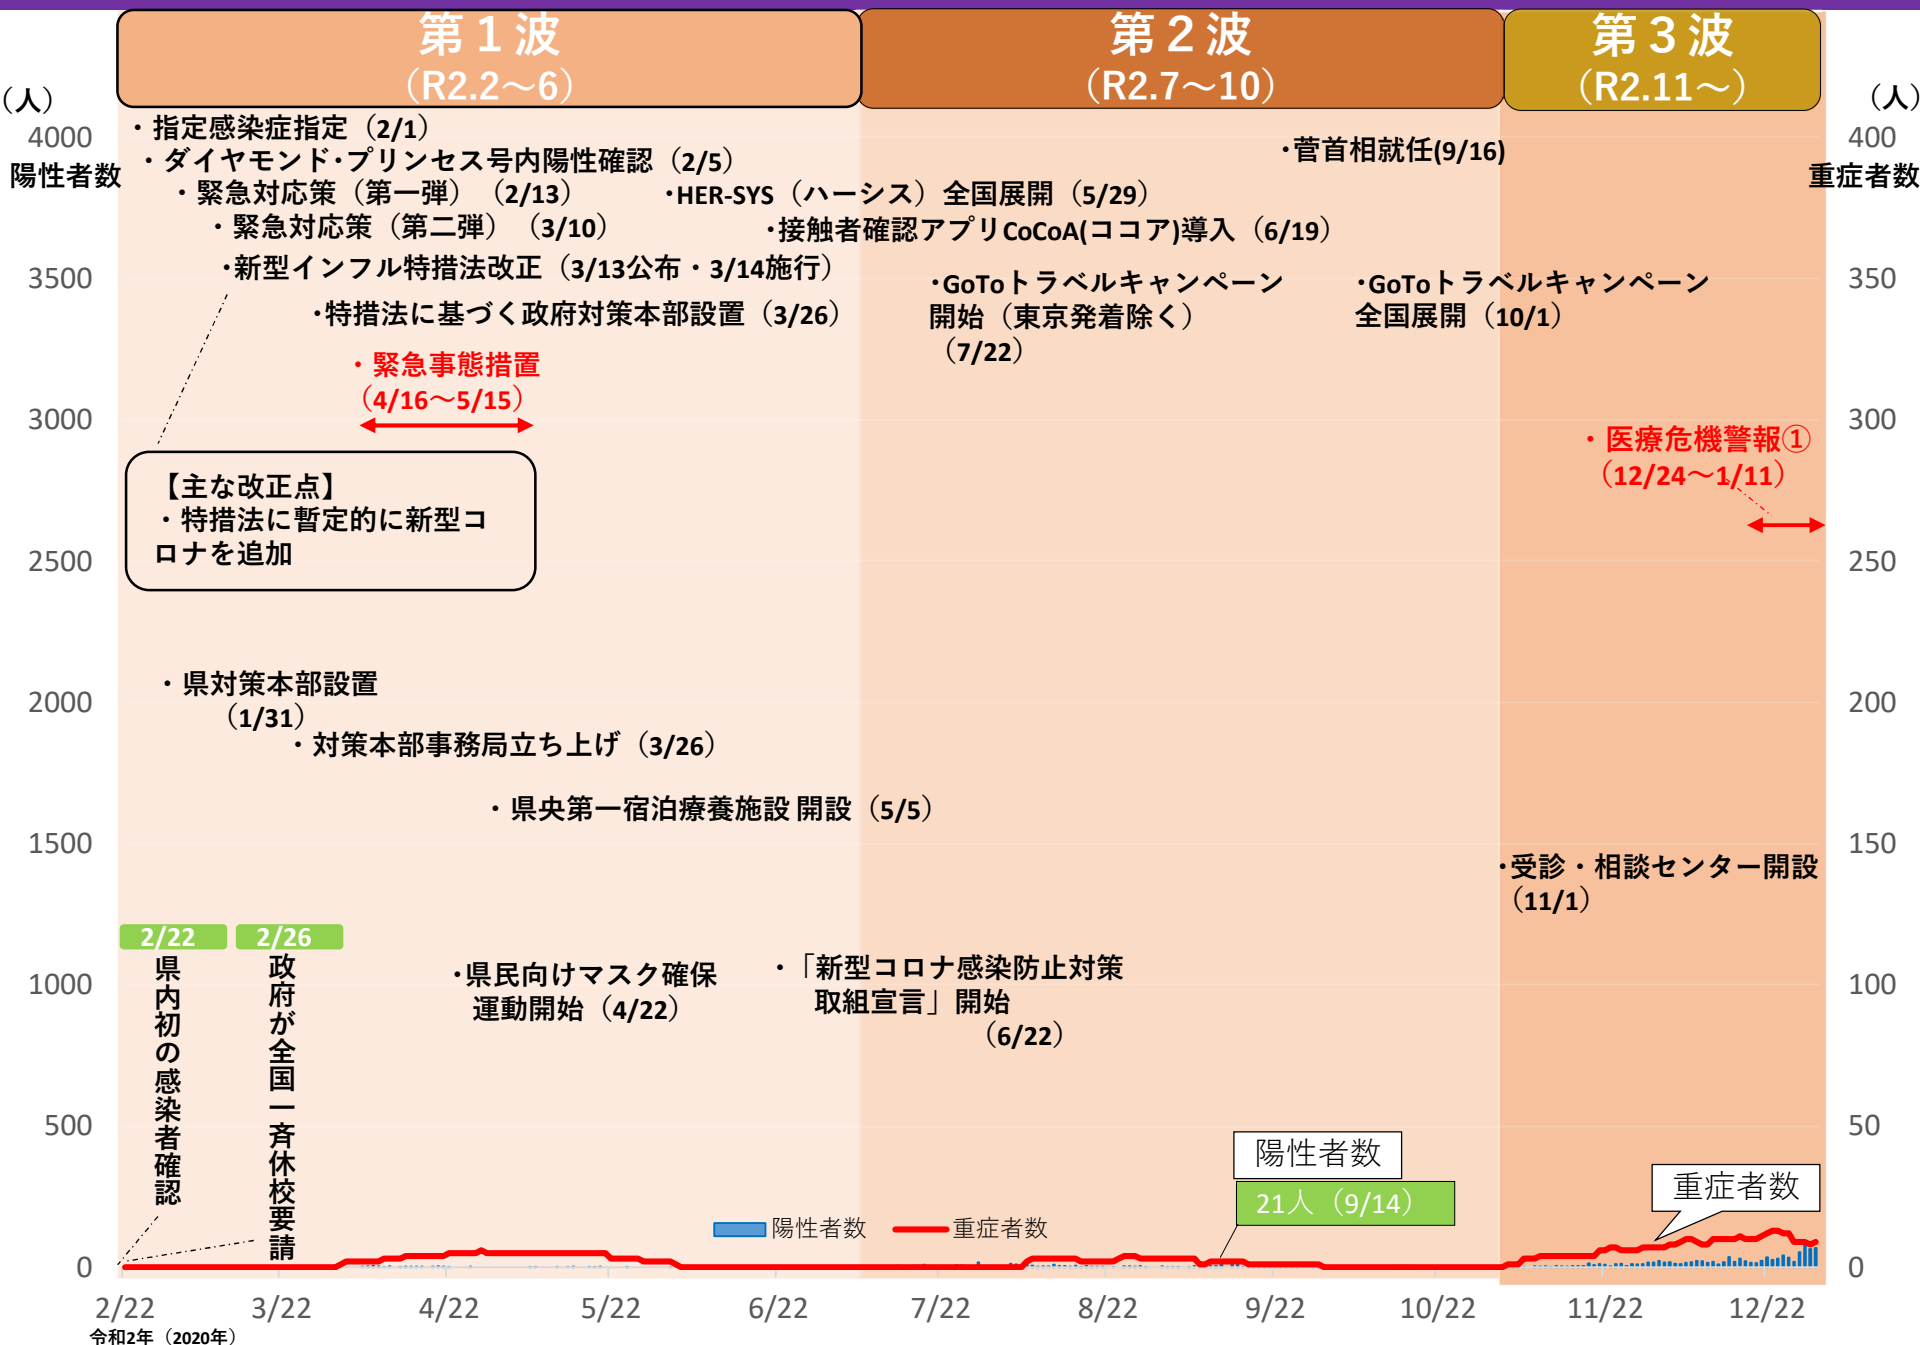 第1波
(R2.2～6)
第2波
(R2.7～10)
第3波
(R2.11～)
（人）
陽性者数
（人）
重症者数
4000
3500
3000
2500
2000
1500
1000
500
0
400
350
300
250
200
150
100
50
0
・指定感染症指定（2/1）
・ダイヤモンド・プリンセス号内陽性確認（2/5）
・緊急対応策（第一弾）（2/13）
・緊急対応策（第二弾）（3/10）
・新型インフル特措法改正（3/13公布・3/14施行）
・特措法に基づく政府対策本部設置（3/26）
・緊急事態措置
（4/16～5/15）
【主な改正点】
・特措法に暫定的に新型コ
ロナを追加
・HER-SYS（ハーシス）全国展開（5/29）
・接触者確認アプリCoCoA(ココア)導入（6/19）
・GoToトラベルキャンペーン
開始（東京発着除く）
（7/22）
・菅首相就任(9/16)
・GoToトラベルキャンペーン
全国展開（10/1）
・医療危機警報①
（12/24～1/11）
・県対策本部設置
（1/31）
・対策本部事務局立ち上げ（3/26）
・県央第一宿泊療養施設 開設（5/5）
・受診・相談センター開設
（11/1）
2/22
県内初の感染者確認
2/26
政府が全国一斉休校要請
・県民向けマスク確保
運動開始（4/22）
・「新型コロナ感染防止対策
取組宣言」開始
（6/22）
陽性者数
21人（9/14）
重症者数
陽性者数
重症者数
2/22
3/22
4/22
5/22
6/22
7/22
8/22
9/22
10/22
11/22
12/22
令和2年（2020年）